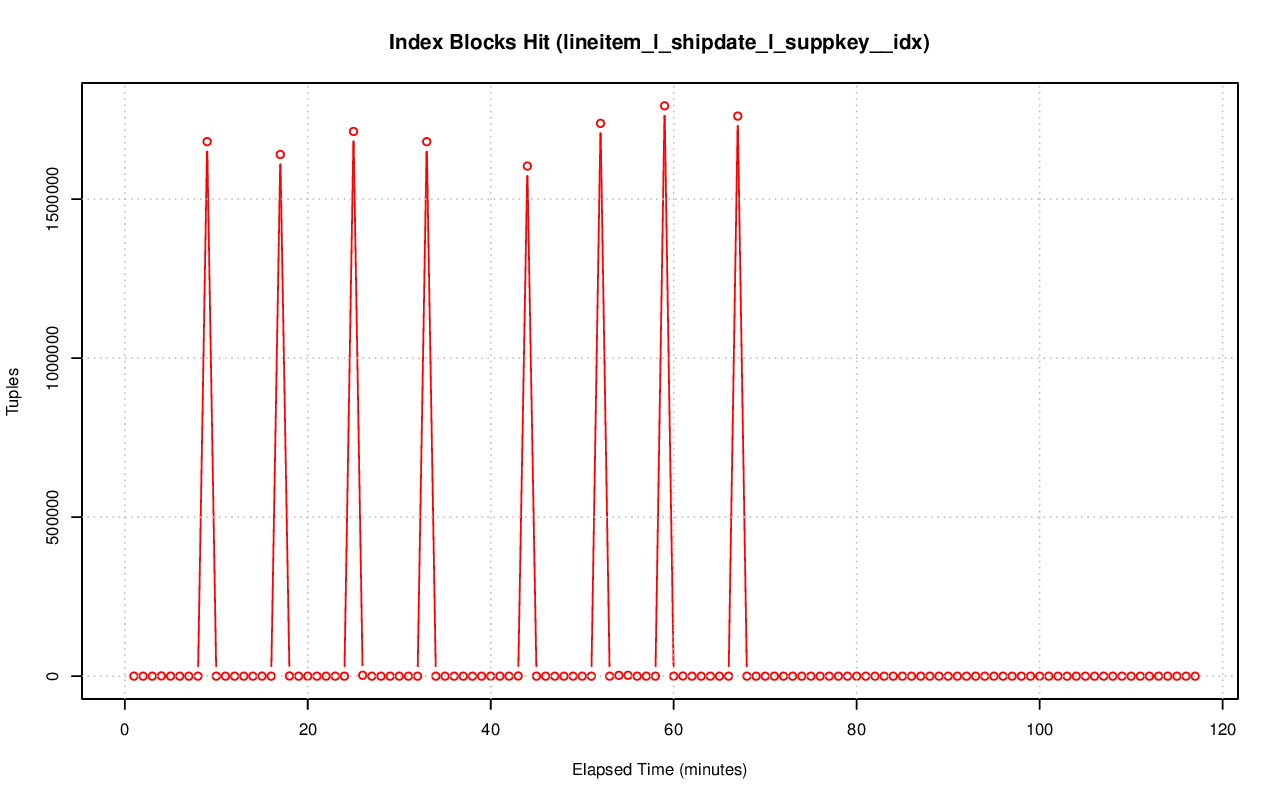 Index Blocks Hit (lineitem_l_shipdate_l_suppkey__idx)
Tuples
1500000
1000000
500000
0
0 20 40 60 80 100 120
Elapsed Time (minutes)